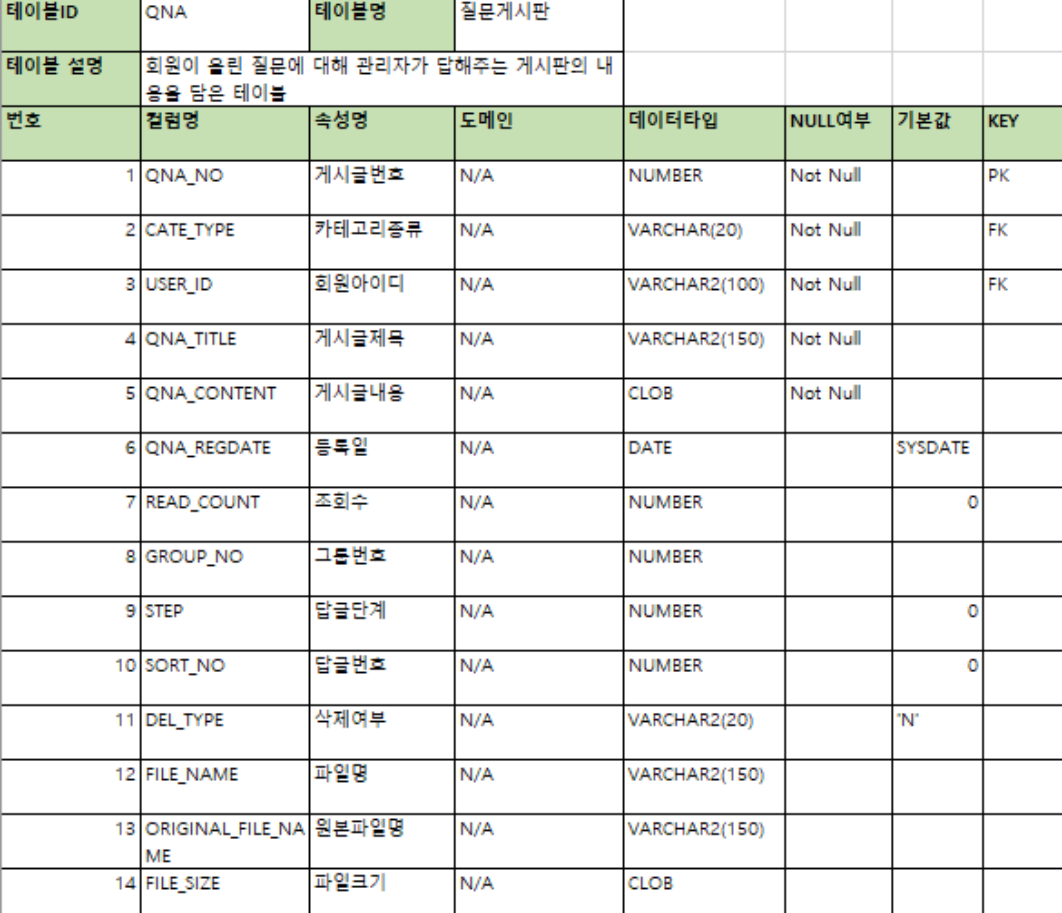 테이블ID QNA 테이블명 질문게시판
테이블 설명 회원이 올린 질문에 대해 관리자가 답해주는 게시판의 내
용을 담은 테이블
번호 컬럼명 속성명 도메인 데이터타입 NULL여부 기본값 KEY
1 QNA_NO 게시글번호 N/A NUMBER Not Null PK
2 CATE_TYPE 카테고리종류 N/A VARCHAR(20) Not Null FK
3 USER_ID 회원아이디 N/A VARCHAR2(100) Not Null FK
4 QNA_TITLE 게시글제목 N/A VARCHAR2(150) Not Null
5 QNA_CONTENT 게시글내용 N/A CLOB Not Null
6 QNA_REGDATE 등록일 N/A DATE SYSDATE
7 READ_COUNT 조회수 N/A NUMBER 0
8 GROUP_NO 그룹번호 N/A NUMBER
9 STEP 답글단계 N/A NUMBER 0
10 SORT_NO 답글번호 N/A NUMBER 0
11 DEL_TYPE 삭제여부 N/A VARCHAR2(20) 'N'
12 FILE_NAME 파일명 N/A VARCHAR2(150)
13 ORIGINAL_FILE_NA 원본파일명 N/A VARCHAR2(150)
ME
14 FILE_SIZE 파일크기 N/A CLOB